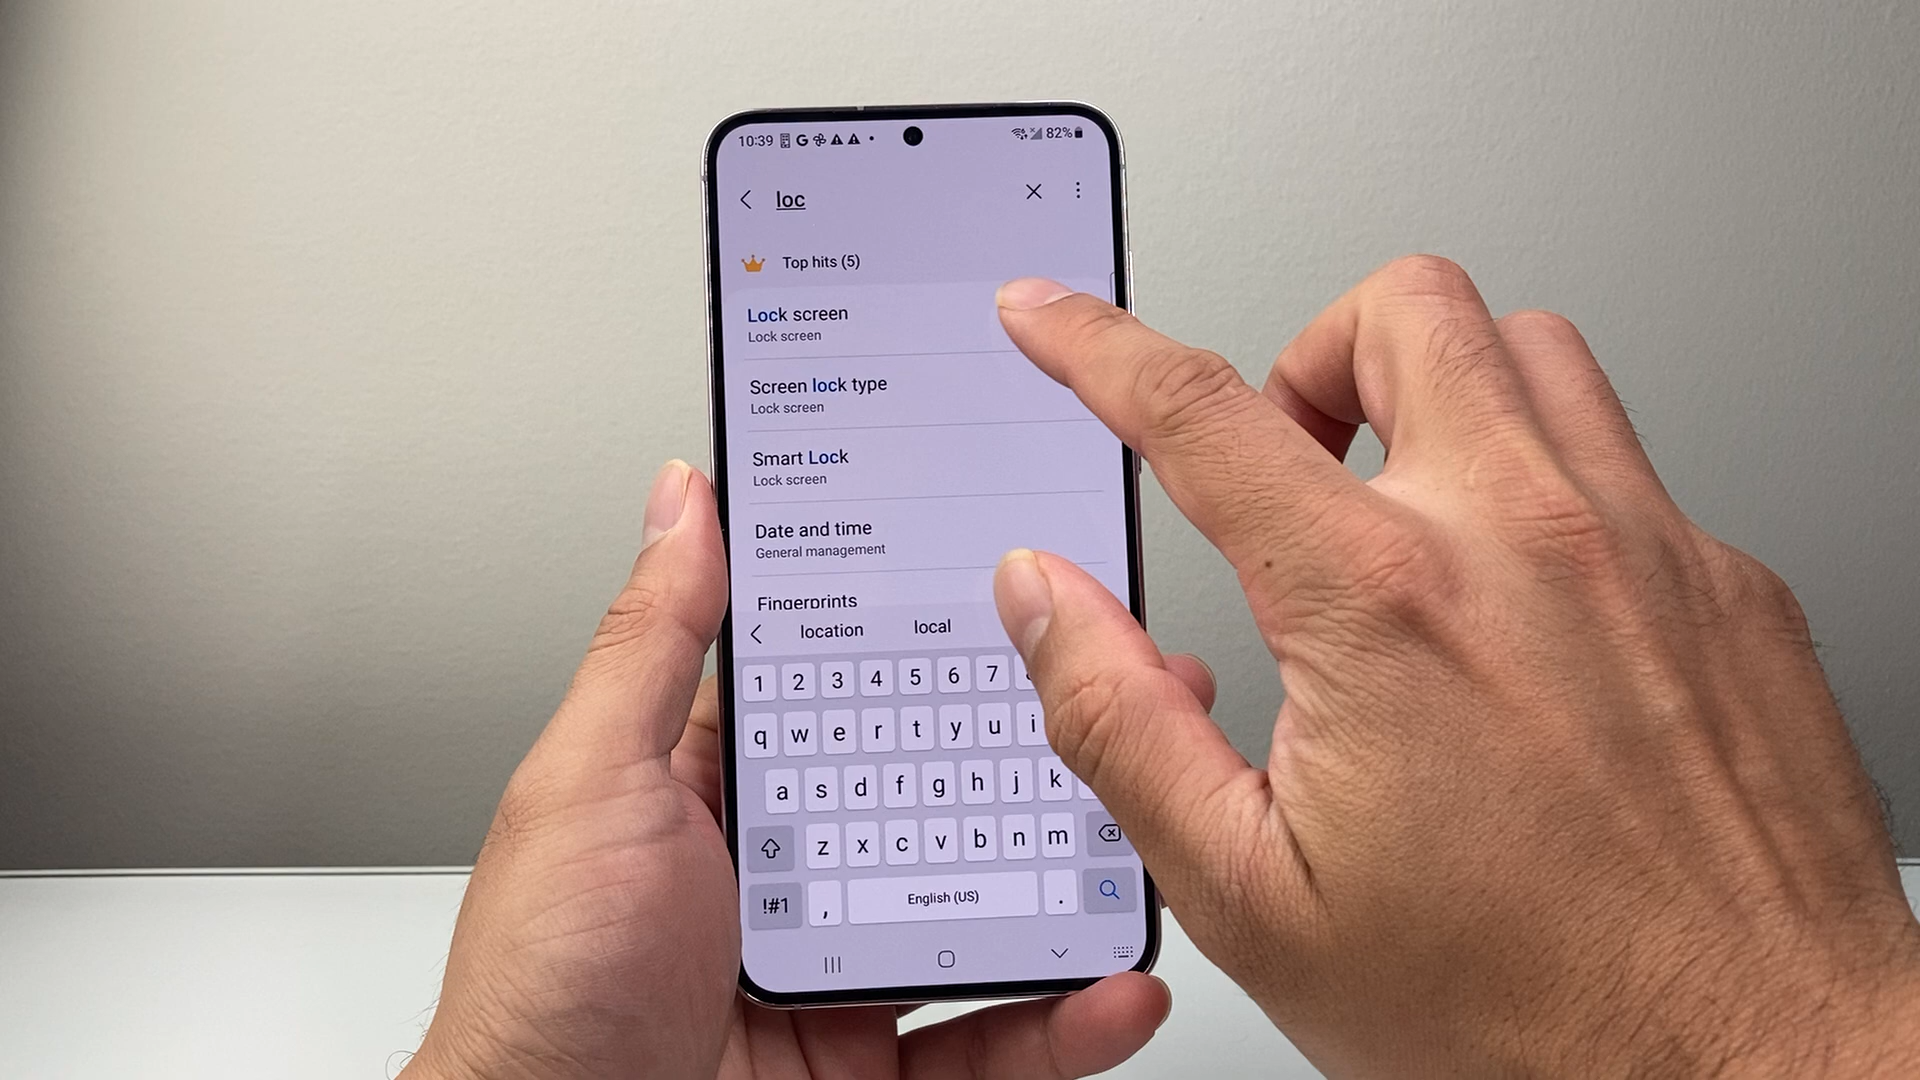 10:39 G 82%
loc
Top hits (5)
Lock screen
Lock screen
Screen lock type
Lock screen
Smart Lock
Lock screen
Date and time
General management
Fingerprints
location local
1 2 3 4 5 6 7
q w e r t y u i
a s d f g h j k
z x c v b n m
!#1 , English (US) .